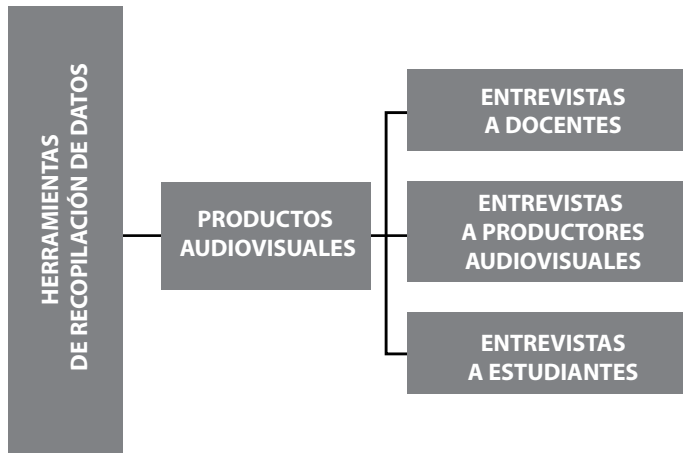 HERRAMIENTAS
DE RECOPILACIÓN DE DATOS
PRODUCTOS
AUDIOVISUALES
ENTREVISTAS
A DOCENTES
ENTREVISTAS
A PRODUCTORES
AUDIOVISUALES
ENTREVISTAS
A ESTUDIANTES